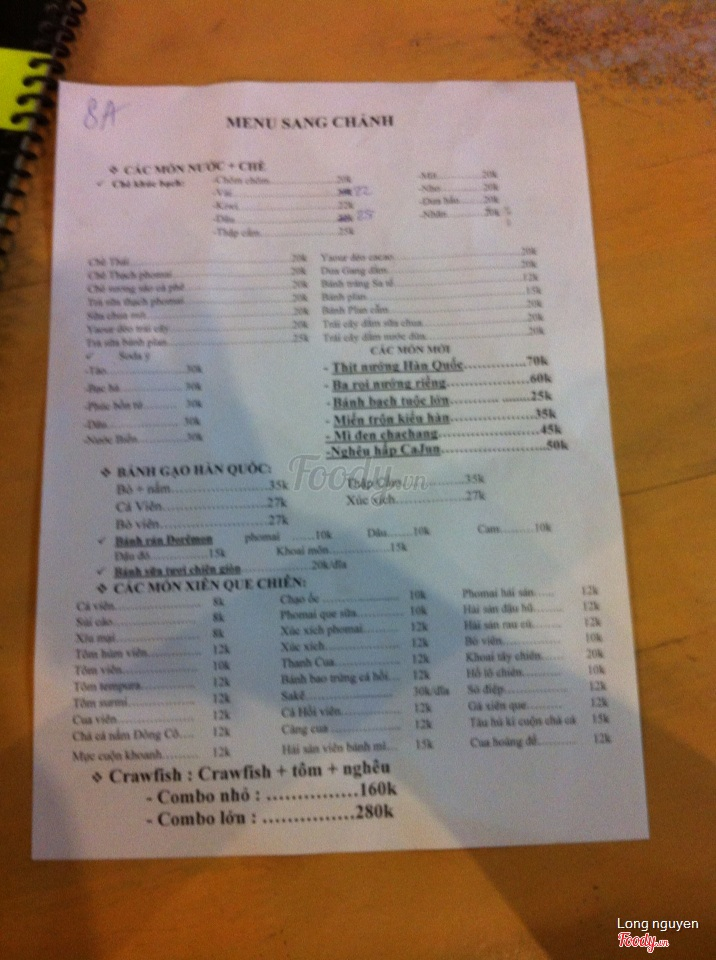 8A
MENU SANG CHẢNH
❖ CÁC MÓN NƯỚC + CHÈ
✓ Chè khúc bạch: -Chôm chôm 20k -Mít 20k
-Vải 22 -Nho 20k
-Kiwi 22k -Dưa hấu 20k
-Dâu 25 -Nhãn 20k
-Thập cẩm 25k
Chè Thái 20k Yaour dẻo cacao 20k
Chè Thạch phomai 20k Dừa Gang dầm 20k
Chè sương sáo cà phê 20k Bánh tráng Sa tế 12k
Trà sữa thạch phomai 20k Bánh plan 15k
Sữa chua mít 20k Bánh Plan cẩm 20k
Yaour dẻo trái cây 20k Trái cây dầm sữa chua 20k
Trà sữa bánh plan 25k Trái cây dầm nước dừa 20k
✓ Soda ý CÁC MÓN MỚI
-Táo 30k - Thịt nướng Hàn Quốc 70k
-Bạc hà 30k - Ba rọi nướng riềng 60k
-Phúc bồn tử 30k - Bánh bạch tuộc lớn 25k
-Dâu 30k - Miến trộn kiểu hàn 35k
-Nước Biển 30k - Mì đen chachang 45k
-Nghêu hấp CaJun 50k
❖ BÁNH GẠO HÀN QUỐC:
Bò + nấm 35k Thập Cẩm 35k
Cá Viên 27k Xúc xích 27k
Bò viên 27k
✓ Bánh rán Dorêmon phomai 10k Dâu 10k Cam 10k
Đậu đỏ 15k Khoai môn 15k
✓ Bánh sữa tươi chiên giòn 20k/dĩa
❖ CÁC MÓN XIÊN QUE CHIÊN:
Cá viên 8k Chạo ốc 10k Phomai hải sản 12k
Sủi cảo 8k Phomai que sữa 10k Hải sản đậu hũ 12k
Xíu mại 8k Xúc xích phomai 12k Hải sản rau củ 12k
Tôm hùm viên 12k Xúc xích 12k Bò viên 10k
Tôm viên 10k Thanh Cua 12k Khoai tây chiên 20k
Tôm tempura 12k Bánh bao trứng cá hồi 12k Hồ lô chiên 10k
Tôm surmi 12k Sakê 30k/dĩa Sò điệp 12k
Cua viên 12k Cá Hồi viên 12k Gà xiên que 12k
Chả cá nấm Đông Cô 12k Càng cua 12k Tàu hủ ki cuộn chả cá 15k
Mực cuộn khoanh 12k Hải sản viên bánh mì 15k Cua hoàng đế 12k
❖ Crawfish : Crawfish + tôm + nghêu
- Combo nhỏ : 160k
- Combo lớn : 280k
Foody.vn
Long nguyen
Foody.vn